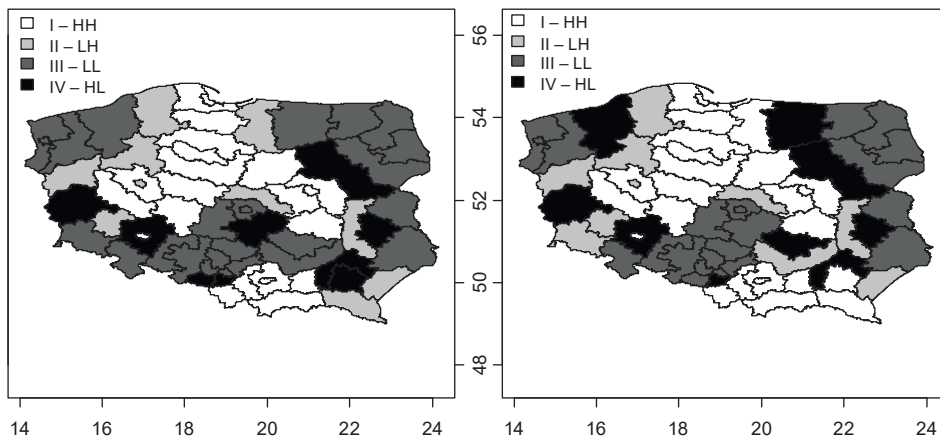 I – HH
II – LH
III – LL
IV – HL
I – HH
II – LH
III – LL
IV – HL
56
54
52
50
48
14 16 18 20 22 24
14 16 18 20 22 24